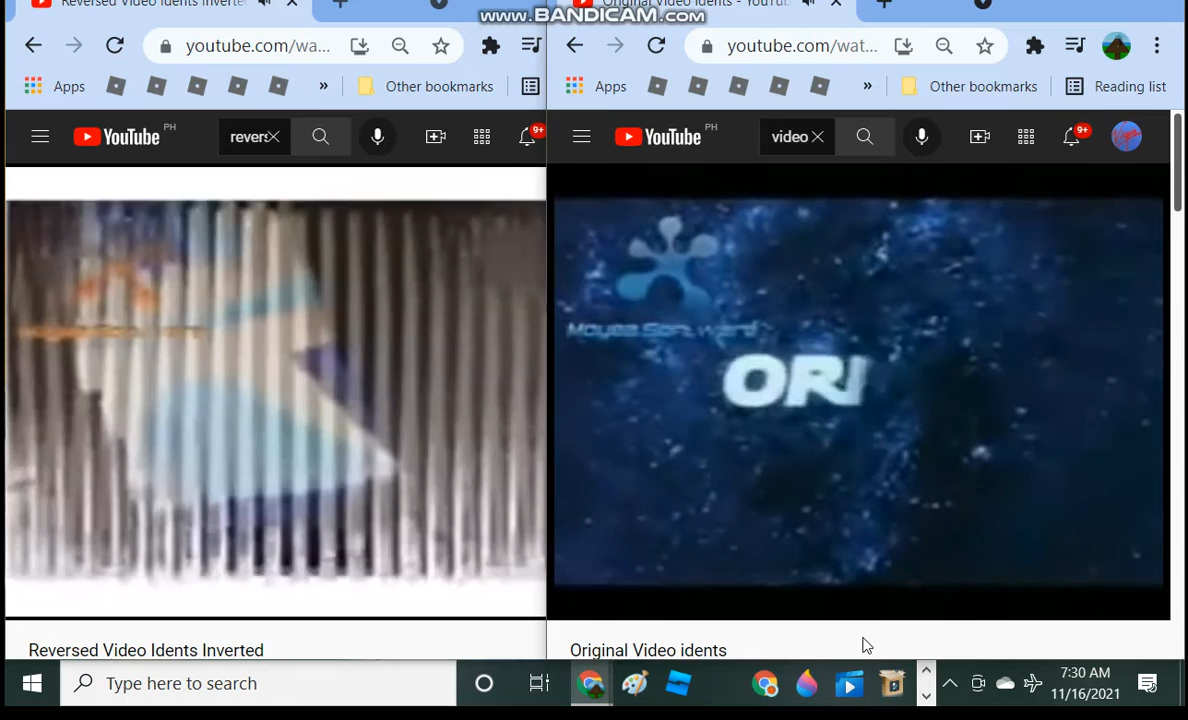 Reversed Video Idents Inverted
WWW.BANDICAM.COM
Original Video Idents - YouTube
youtube.com/wa...
youtube.com/wat...
Apps
»
Other bookmarks
Apps
»
Other bookmarks
Reading list
YouTube PH
revers
9+
YouTube PH
video
9+
ORI
Reversed Video Idents Inverted
Original Video idents
Type here to search
7:30 AM
11/16/2021